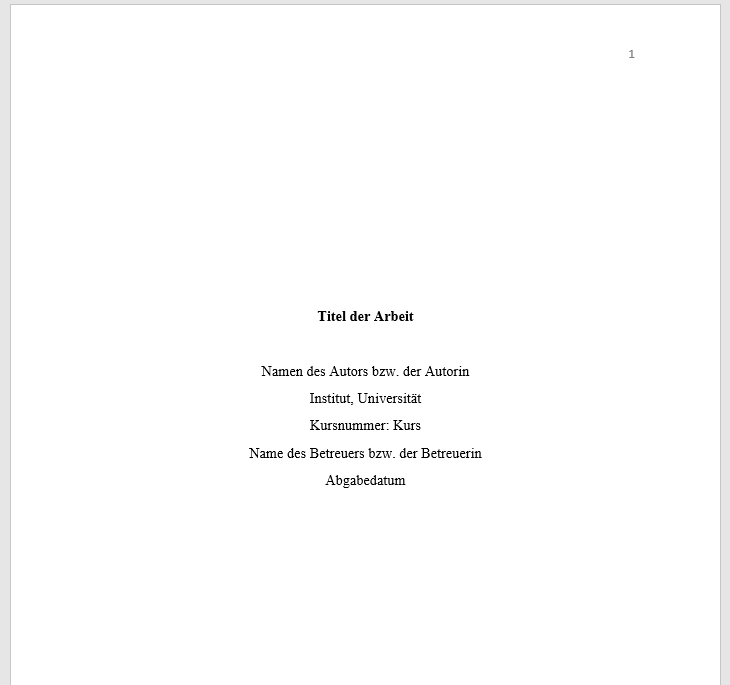 1
Titel der Arbeit
Namen des Autors bzw. der Autorin
Institut, Universität
Kursnummer: Kurs
Name des Betreuers bzw. der Betreuerin
Abgabedatum